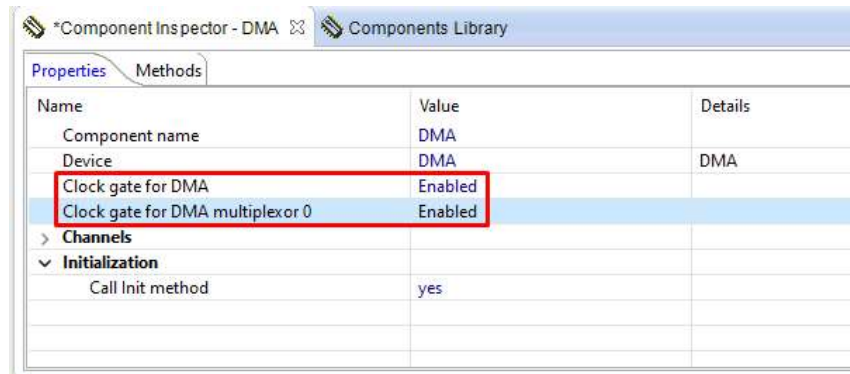 *Component Inspector - DMA Components Library
Properties Methods
Name Value Details
Component name DMA
Device DMA DMA
Clock gate for DMA Enabled
Clock gate for DMA multiplexor 0 Enabled
Channels
Initialization
Call Init method yes